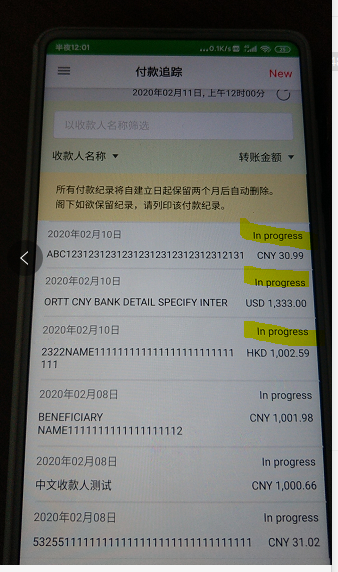 半夜12:01
...0.1K/s
付款追踪
New
2020年02月11日, 上午12時00分
以收款人名称筛选
收款人名称
转账金额
所有付款纪录将自建立日起保留两个月后自动删除。
阁下如欲保留纪录，请列印该付款纪录。
2020年02月10日
In progress
ABC1231231231231231231231231231
CNY 30.99
2020年02月10日
In progress
ORTT CNY BANK DETAIL SPECIFY INTER
USD 1,333.00
2020年02月10日
In progress
HKD 1,002.59
2020年02月08日
In progress
BENEFICIARY
CNY 1,001.98
2020年02月08日
In progress
中文收款人测试
CNY 1,000.66
2020年02月08日
In progress
CNY 31.02